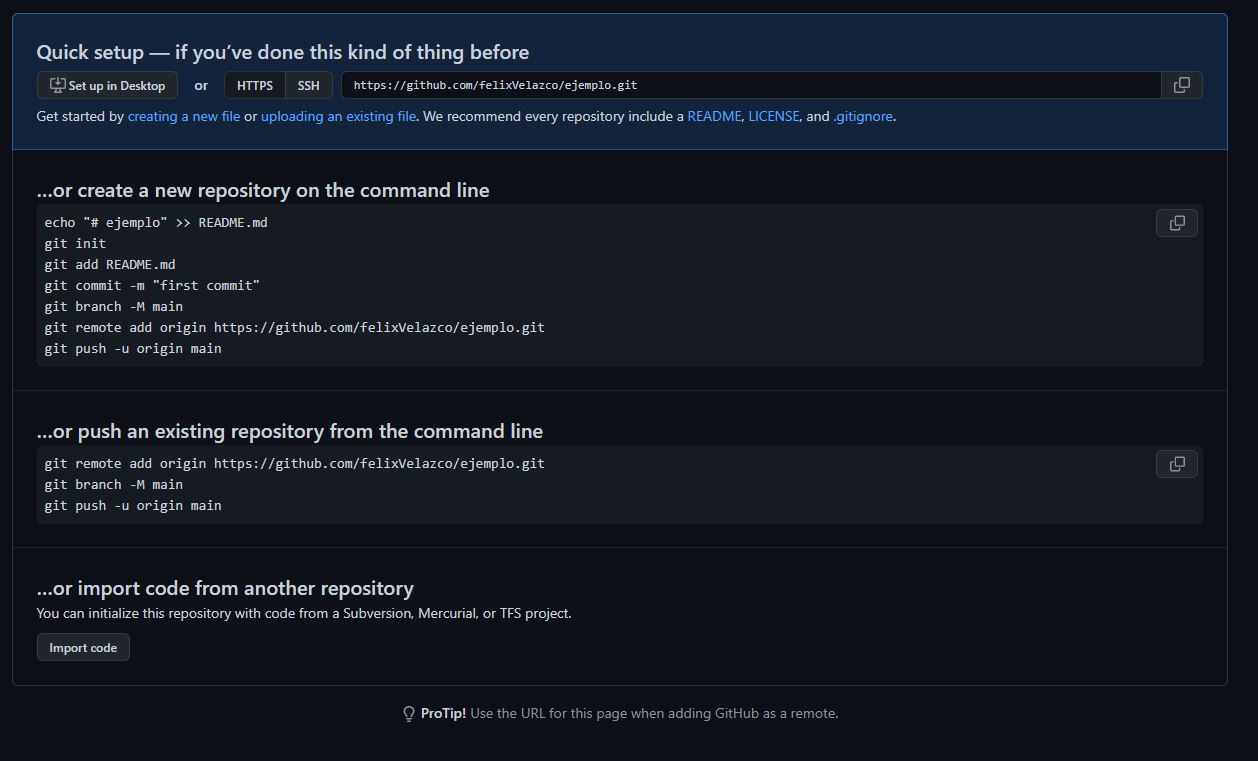 Quick setup — if you’ve done this kind of thing before
Set up in Desktop or HTTPS SSH https://github.com/felixVelazco/ejemplo.git
Get started by creating a new file or uploading an existing file. We recommend every repository include a README, LICENSE, and .gitignore.
…or create a new repository on the command line
echo "# ejemplo" >> README.md
git init
git add README.md
git commit -m "first commit"
git branch -M main
git remote add origin https://github.com/felixVelazco/ejemplo.git
git push -u origin main
…or push an existing repository from the command line
git remote add origin https://github.com/felixVelazco/ejemplo.git
git branch -M main
git push -u origin main
…or import code from another repository
You can initialize this repository with code from a Subversion, Mercurial, or TFS project.
Import code
ProTip! Use the URL for this page when adding GitHub as a remote.